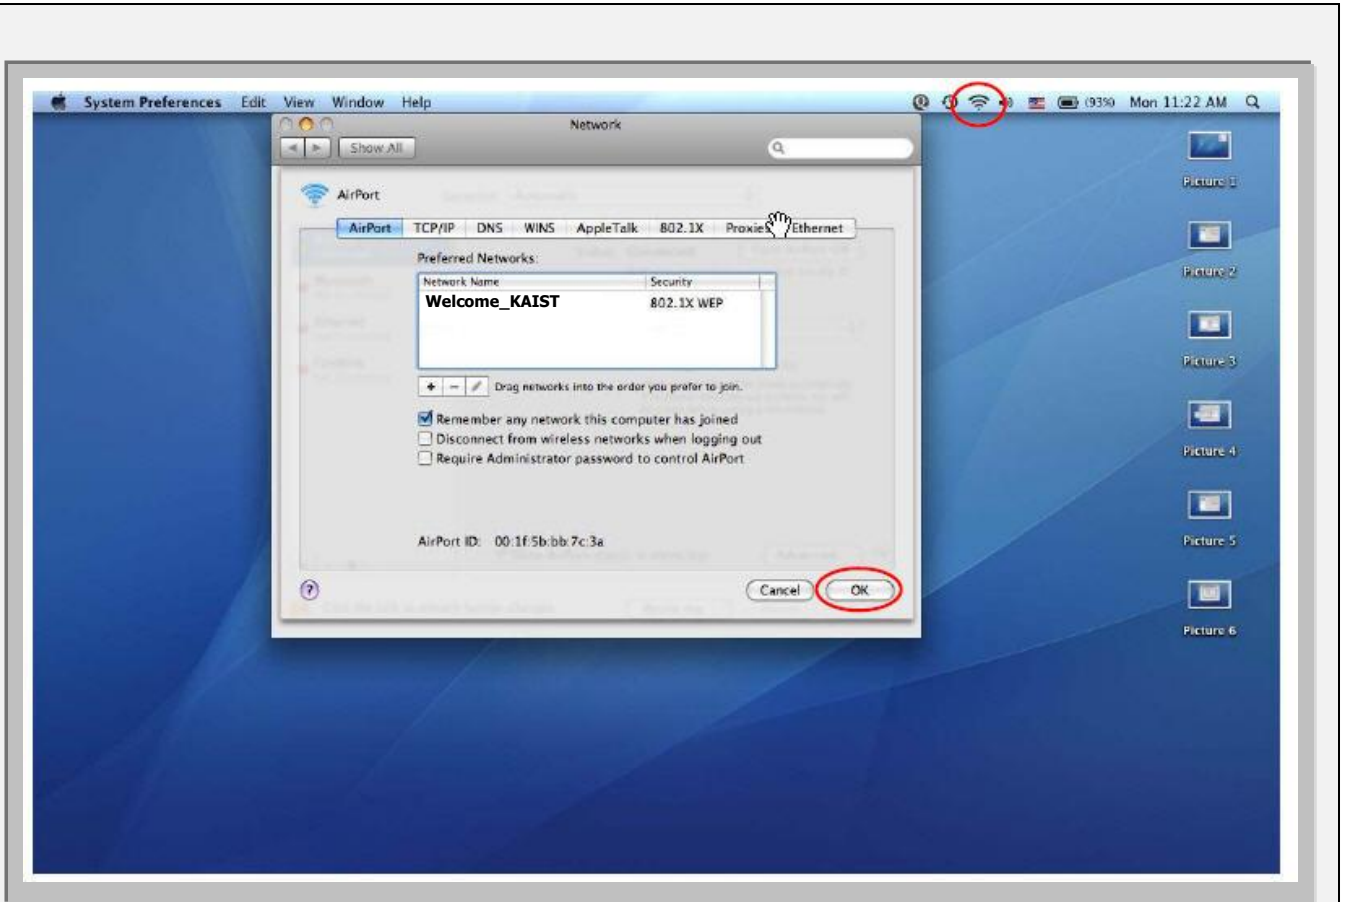 System Preferences Edit View Window Help (93%) Mon 11:22 AM
Network
Show All
AirPort
AirPort TCP/IP DNS WINS AppleTalk 802.1X Proxies Ethernet
Preferred Networks:
Network Name Security
Welcome_KAIST 802.1X WEP
+ − Drag networks into the order you prefer to join.
Remember any network this computer has joined
Disconnect from wireless networks when logging out
Require Administrator password to control AirPort
AirPort ID: 00:1f:5b:bb:7c:3a
? Cancel OK
Picture 1
Picture 2
Picture 3
Picture 4
Picture 5
Picture 6